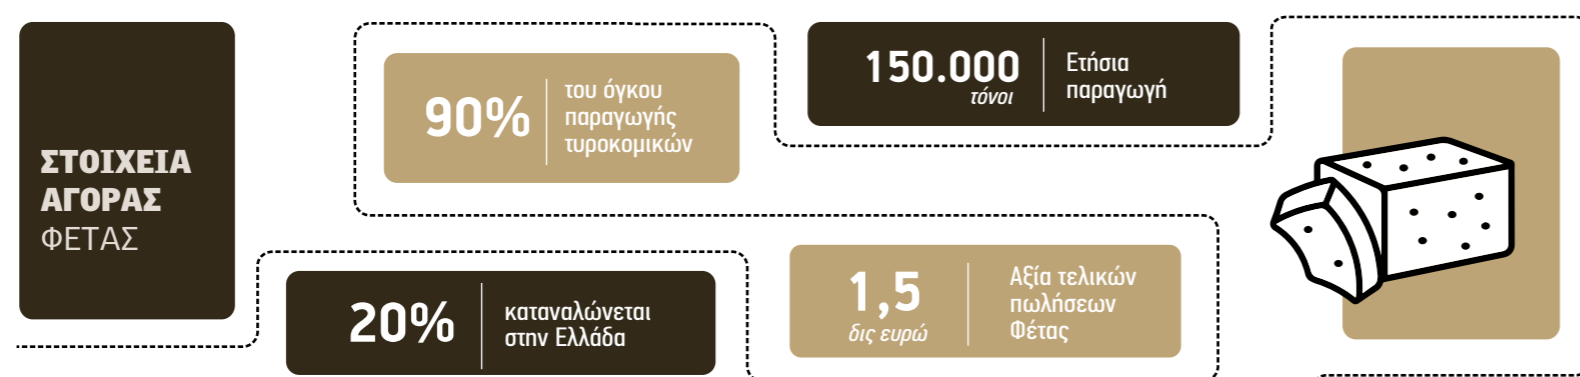 ΣΤΟΙΧΕΙΑ
ΑΓΟΡΑΣ
ΦΕΤΑΣ
90%
του όγκου
παραγωγής
τυροκομικών
150.000
τόνοι
Ετήσια
παραγωγή
20%
καταναλώνεται
στην Ελλάδα
1,5
δις ευρώ
Αξία τελικών
πωλήσεων
Φέτας